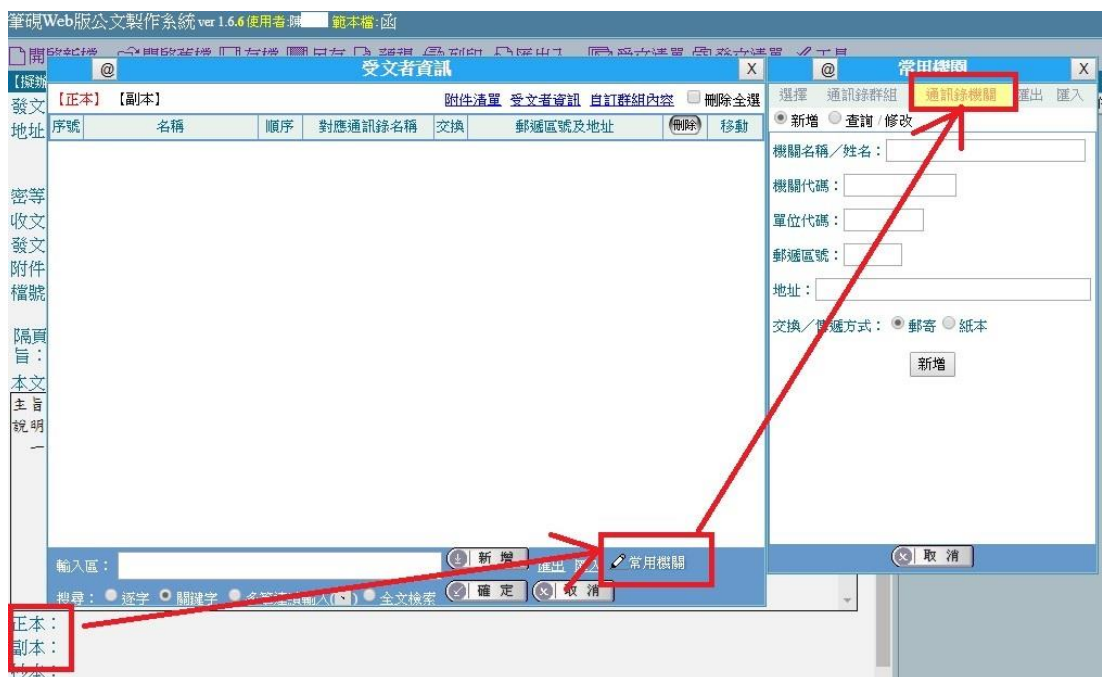 筆硯Web版公文製作系統 ver 1.6.6 使用者:陳 範本檔:函
受文者資訊 X
@
【正本】 【副本】 附件清單 受文者資訊 自訂群組內容 刪除全選
序號 名稱 順序 對應通訊錄名稱 交換 郵遞區號及地址 刪除 移動
輸入區: 新 增 匯出 匯入 常用機關
搜尋: 逐字 關鍵字 全文檢索 確 定 取 消
@ 常用機關 X
選擇 通訊錄群組 通訊錄機關 匯出 匯入
新增 查詢/修改
機關名稱/姓名:
機關代碼:
單位代碼:
郵遞區號:
地址:
交換/傳遞方式: 郵寄 紙本
新增
取 消
【擬辦
發文
地址
密等
收文
發文
附件
檔號
隔頁
旨:
本文
主旨
說明
一
正本:
副本: